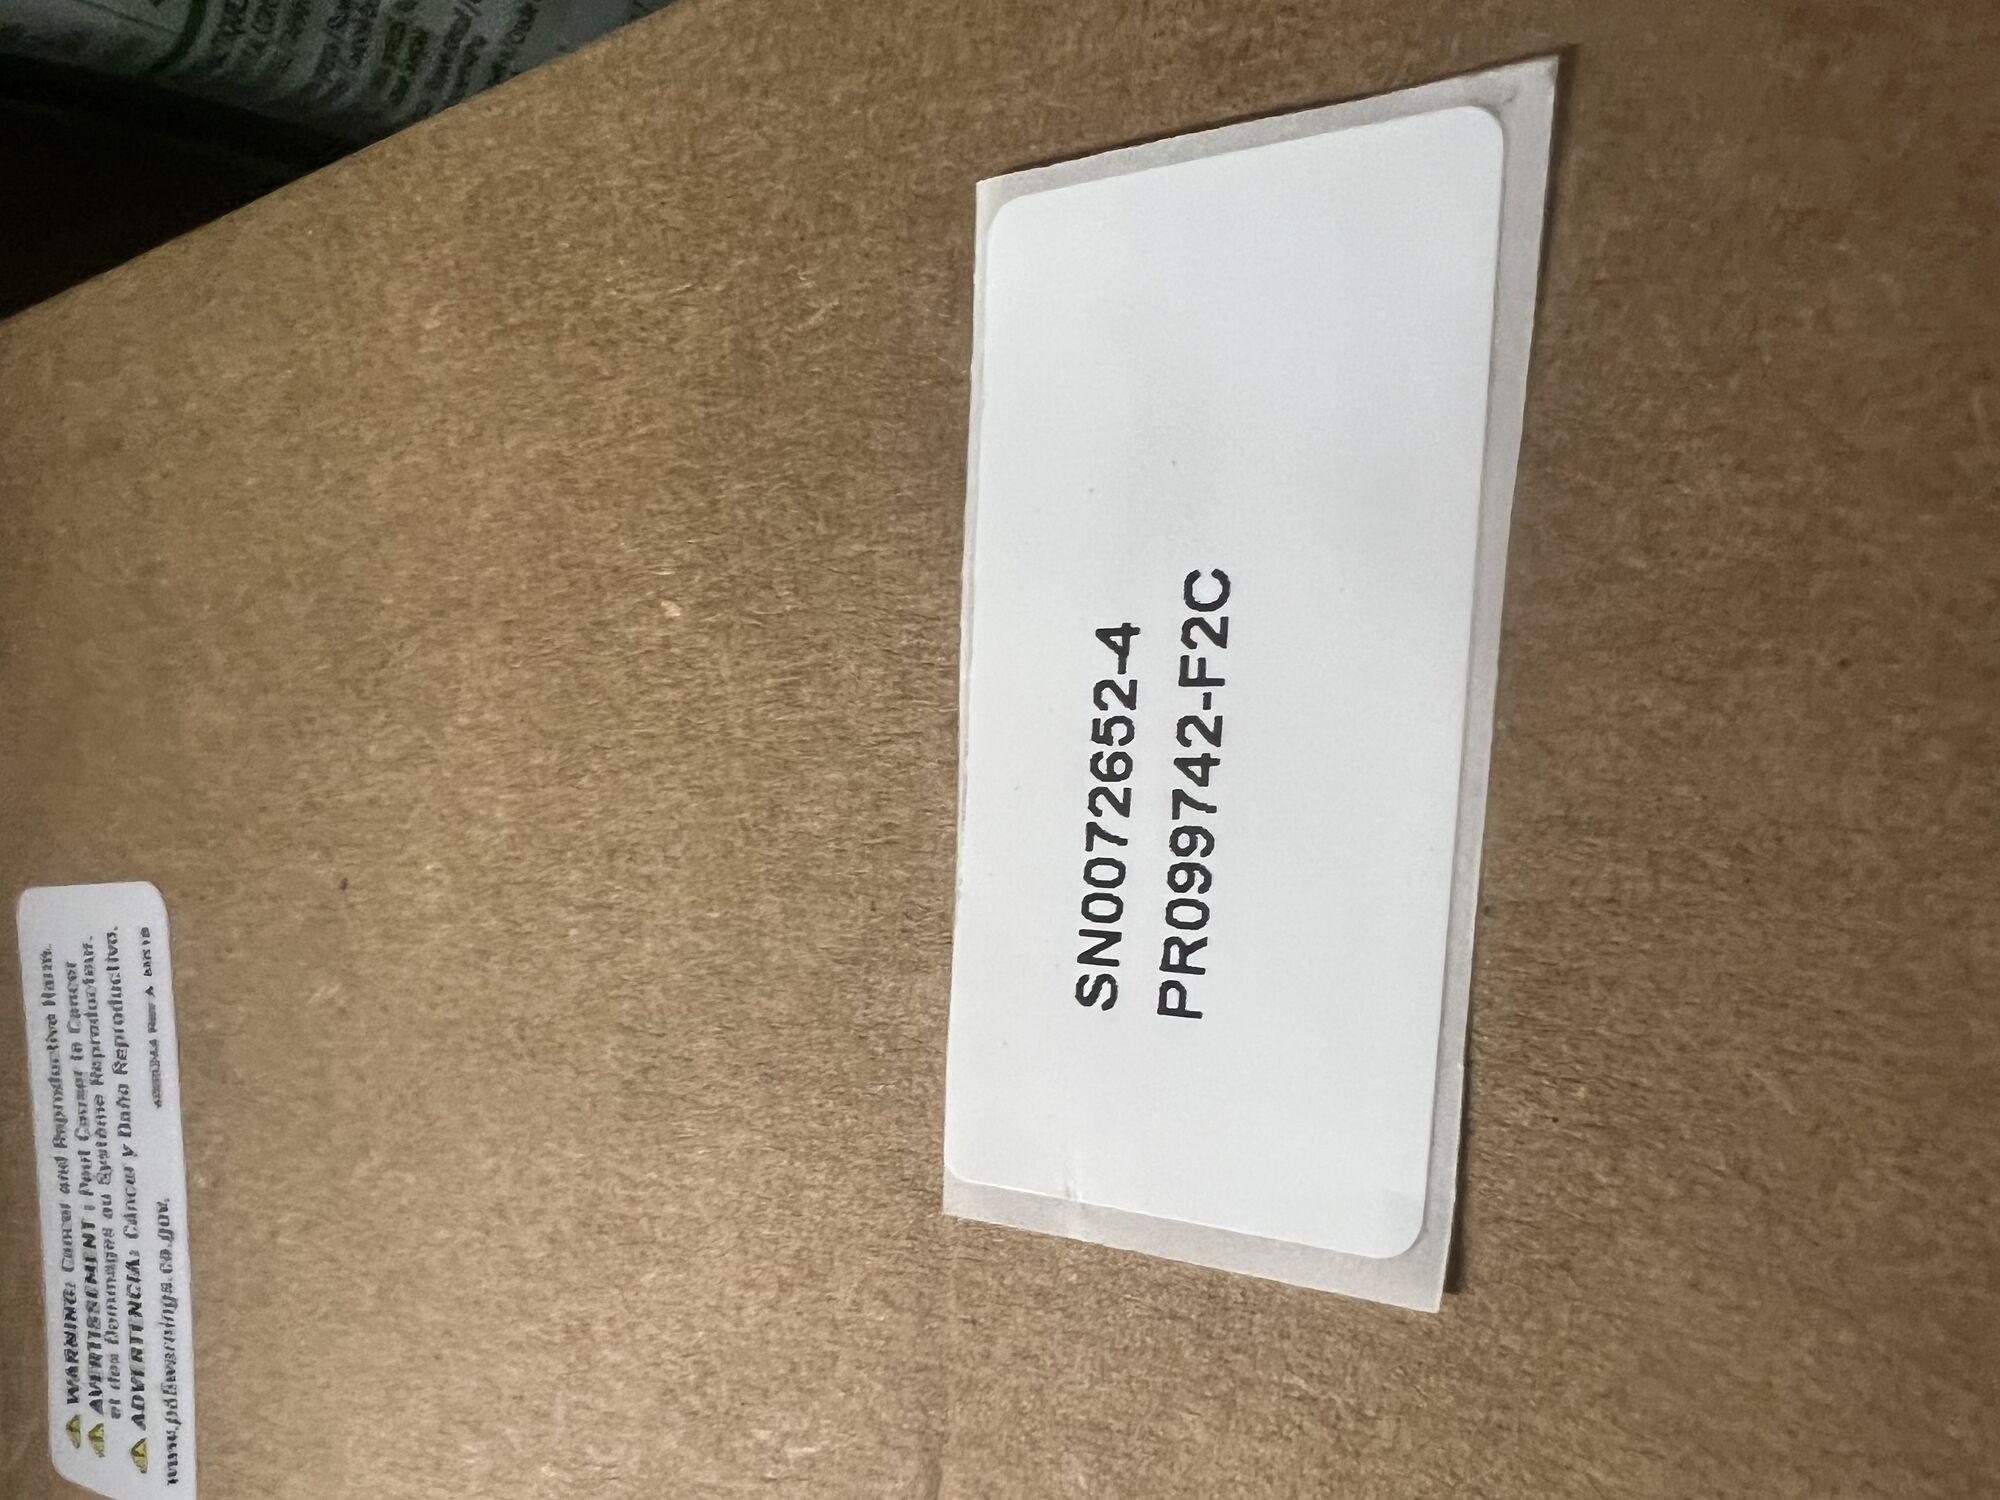 SN0072652-4
PR099742-F2C
WARNING: Cancer and Reproductive Harm.
AVERTISSEMENT : Peut Causer le Cancer
et des Dommages au Système Reproducteur.
ADVERTENCIA: Cáncer y Daño Reproductivo.
www.p65warnings.ca.gov.